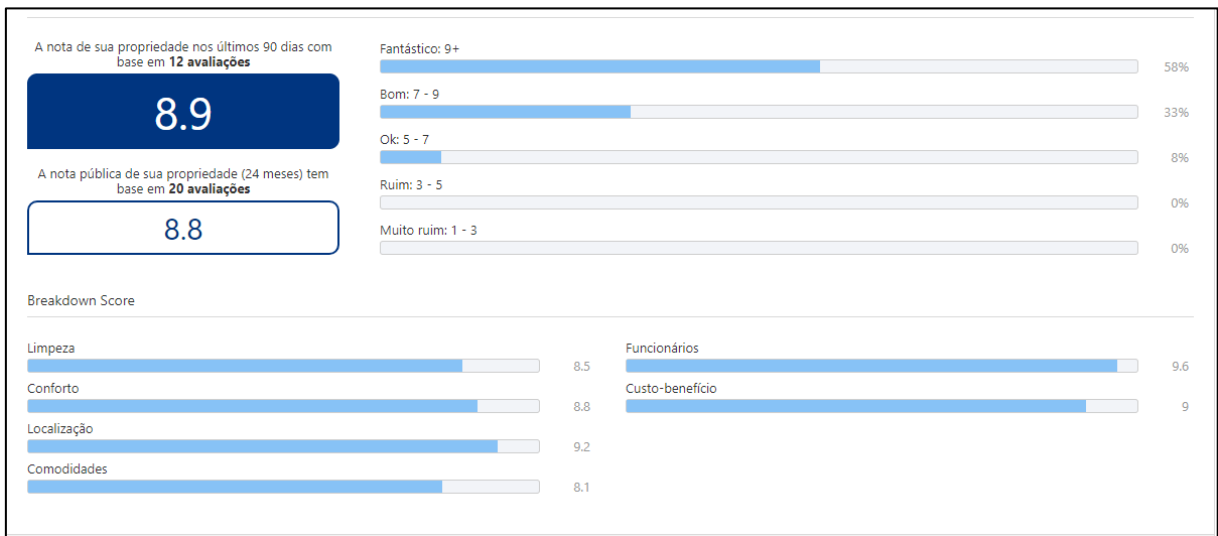 A nota de sua propriedade nos últimos 90 dias com
base em 12 avaliações
8.9
A nota pública de sua propriedade (24 meses) tem
base em 20 avaliações
8.8
Fantástico: 9+
58%
Bom: 7 - 9
33%
Ok: 5 - 7
8%
Ruim: 3 - 5
0%
Muito ruim: 1 - 3
0%
Breakdown Score
Limpeza
8.5
Conforto
8.8
Localização
9.2
Comodidades
8.1
Funcionários
9.6
Custo-benefício
9